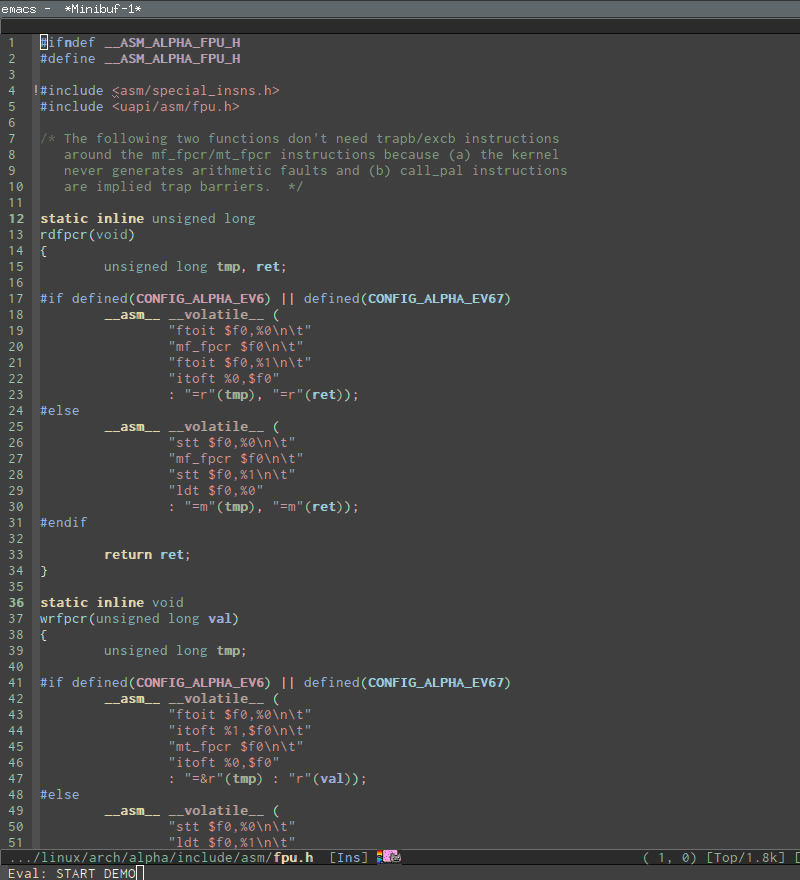 emacs -  *Minibuf-1*
1 #ifndef __ASM_ALPHA_FPU_H
2 #define __ASM_ALPHA_FPU_H
3
4 !#include <asm/special_insns.h>
5 #include <uapi/asm/fpu.h>
6
7 /* The following two functions don't need trapb/excb instructions
8    around the mf_fpcr/mt_fpcr instructions because (a) the kernel
9    never generates arithmetic faults and (b) call_pal instructions
10    are implied trap barriers.  */
11
12 static inline unsigned long
13 rdfpcr(void)
14 {
15         unsigned long tmp, ret;
16
17 #if defined(CONFIG_ALPHA_EV6) || defined(CONFIG_ALPHA_EV67)
18         __asm__ __volatile__ (
19                 "ftoit $f0,%0\n\t"
20                 "mf_fpcr $f0\n\t"
21                 "ftoit $f0,%1\n\t"
22                 "itoft %0,$f0"
23                 : "=r"(tmp), "=r"(ret));
24 #else
25         __asm__ __volatile__ (
26                 "stt $f0,%0\n\t"
27                 "mf_fpcr $f0\n\t"
28                 "stt $f0,%1\n\t"
29                 "ldt $f0,%0"
30                 : "=m"(tmp), "=m"(ret));
31 #endif
32
33         return ret;
34 }
35
36 static inline void
37 wrfpcr(unsigned long val)
38 {
39         unsigned long tmp;
40
41 #if defined(CONFIG_ALPHA_EV6) || defined(CONFIG_ALPHA_EV67)
42         __asm__ __volatile__ (
43                 "ftoit $f0,%0\n\t"
44                 "itoft %1,$f0\n\t"
45                 "mt_fpcr $f0\n\t"
46                 "itoft %0,$f0"
47                 : "=&r"(tmp) : "r"(val));
48 #else
49         __asm__ __volatile__ (
50                 "stt $f0,%0\n\t"
51                 "ldt $f0,%1\n\t"
.../linux/arch/alpha/include/asm/fpu.h  [Ins] ( 1, 0) [Top/1.8k] [
Eval: START DEMO